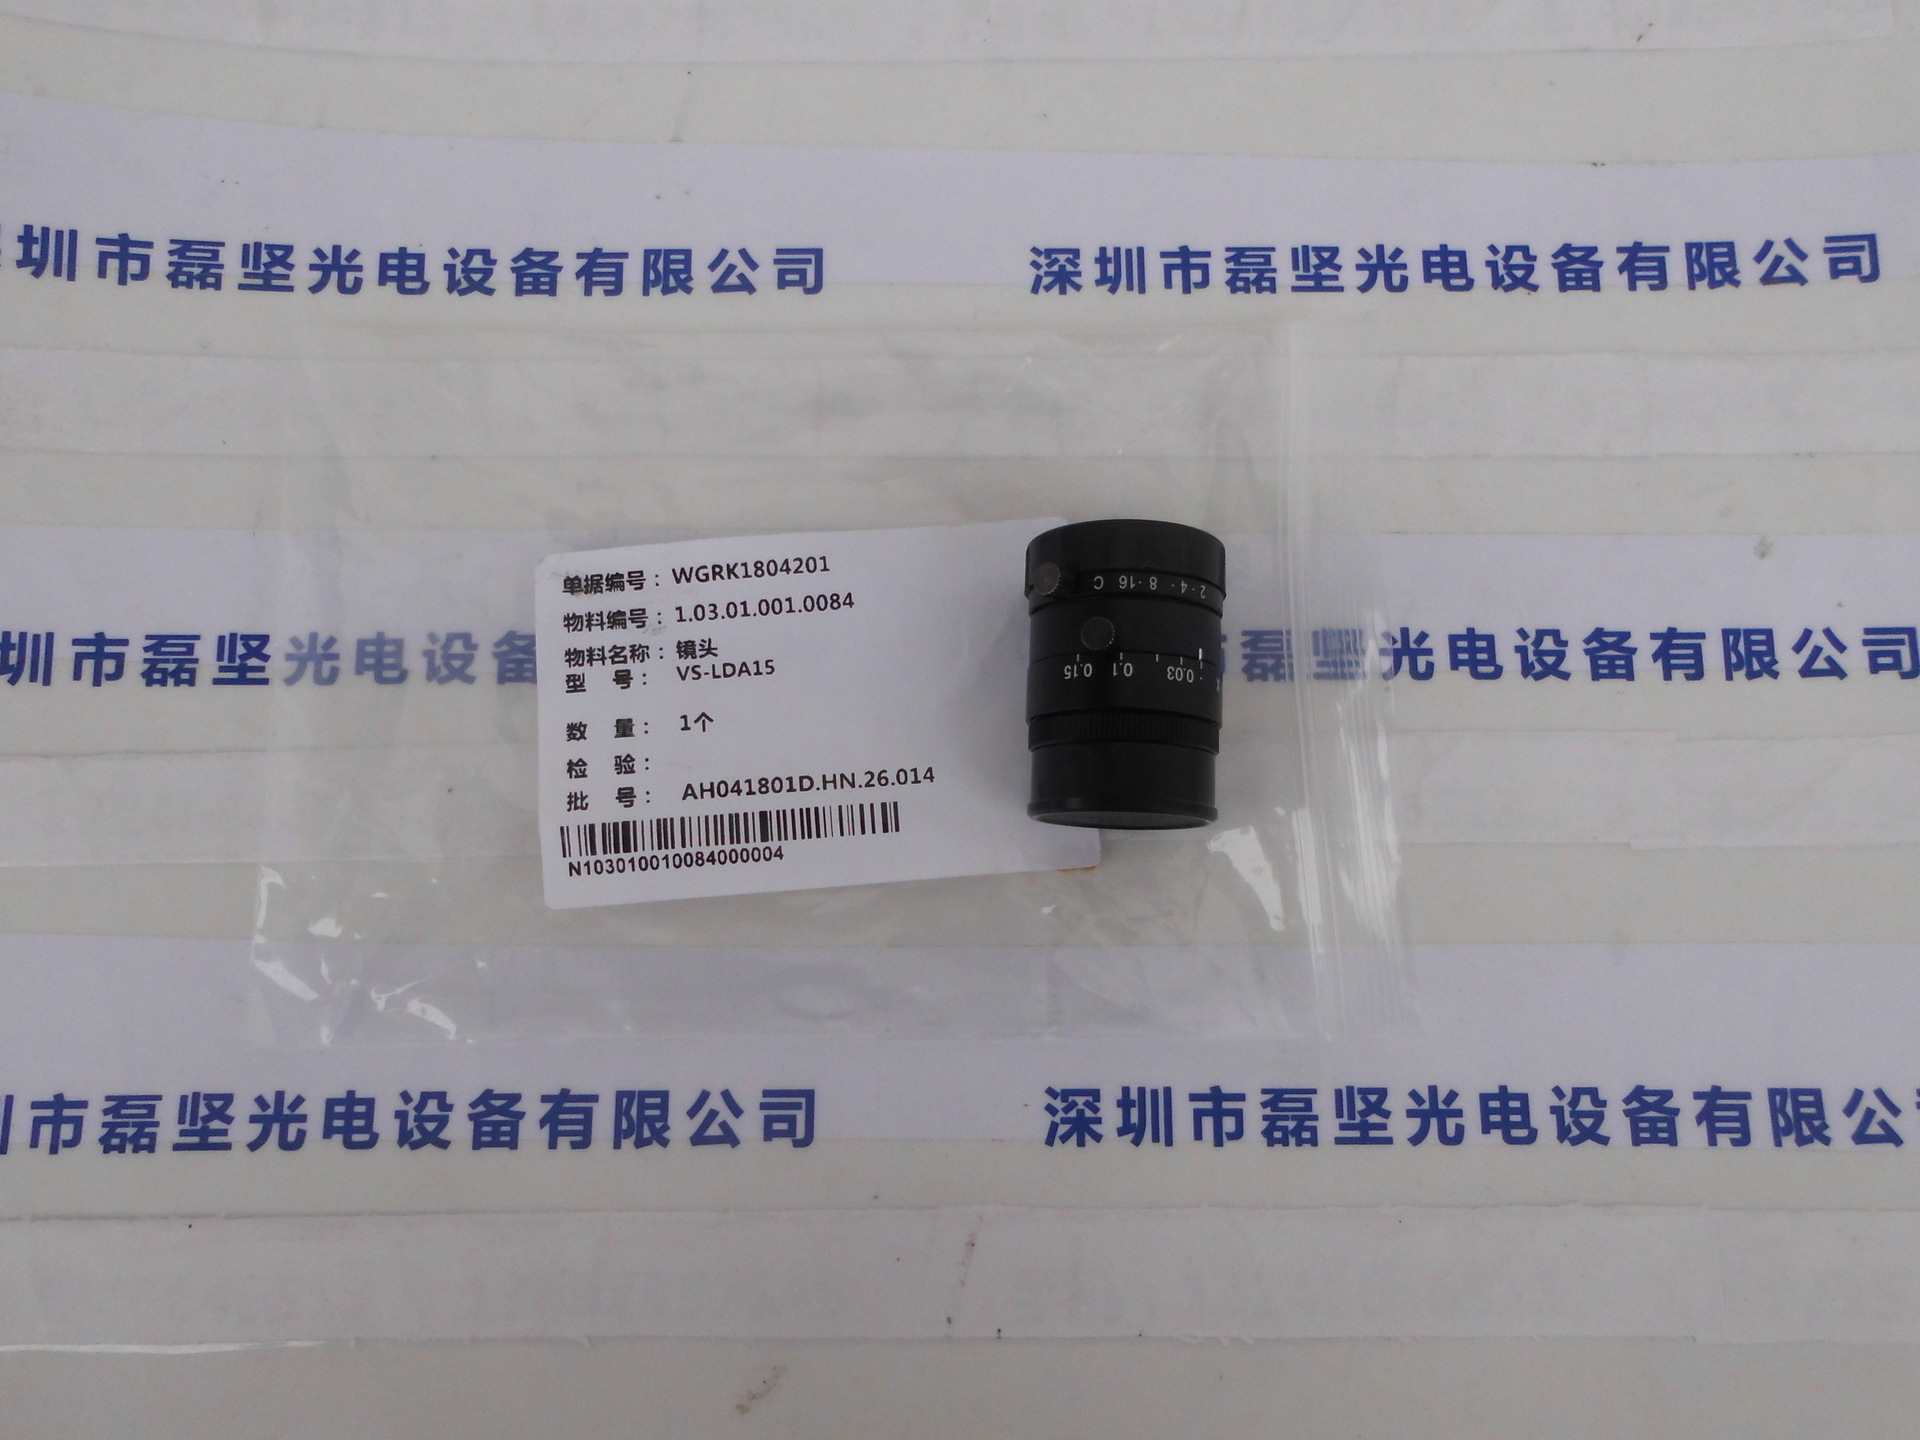 圳市磊坚光电设备有限公司
深圳市磊坚光电设备有限公司
单据编号：WGRK1804201
物料编号：1.03.01.001.0084
物料名称：镜头
型 号： VS-LDA15
数 量： 1个
检 验：
批 号： AH041801D.HN.26.014
N103010010084000004
2·4·8·16 C
0.15 0.1 0.03 · 0 X
圳市磊坚光电设备
磊坚光电设备有限公司
市磊坚光电设备有限公司
深圳市磊坚光电设备有限公